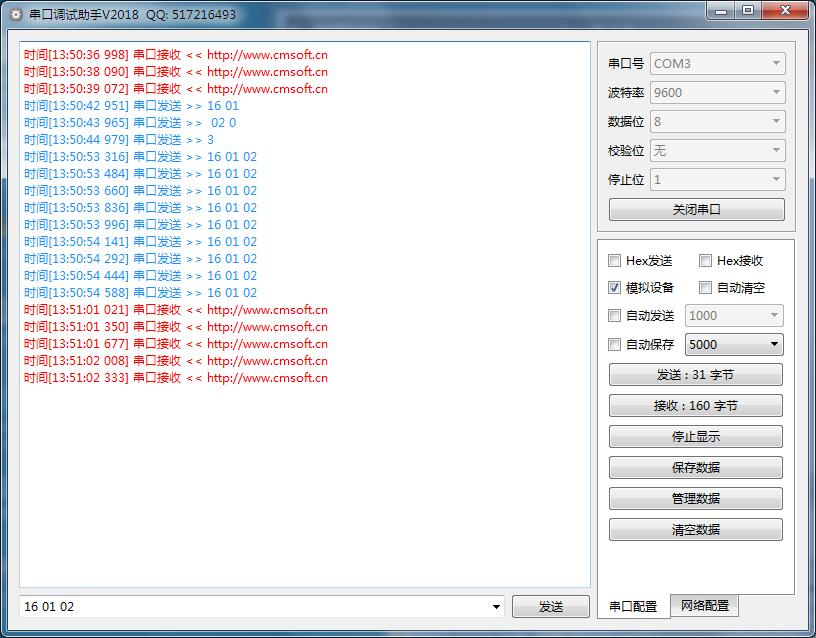 串口调试助手V2018 QQ: 517216493
时间[13:50:36 998] 串口接收 << http://www.cmsoft.cn
时间[13:50:38 090] 串口接收 << http://www.cmsoft.cn
时间[13:50:39 072] 串口接收 << http://www.cmsoft.cn
时间[13:50:42 951] 串口发送 >> 16 01
时间[13:50:43 965] 串口发送 >>  02 0
时间[13:50:44 979] 串口发送 >> 3
时间[13:50:53 316] 串口发送 >> 16 01 02
时间[13:50:53 484] 串口发送 >> 16 01 02
时间[13:50:53 660] 串口发送 >> 16 01 02
时间[13:50:53 836] 串口发送 >> 16 01 02
时间[13:50:53 996] 串口发送 >> 16 01 02
时间[13:50:54 141] 串口发送 >> 16 01 02
时间[13:50:54 292] 串口发送 >> 16 01 02
时间[13:50:54 444] 串口发送 >> 16 01 02
时间[13:50:54 588] 串口发送 >> 16 01 02
时间[13:51:01 021] 串口接收 << http://www.cmsoft.cn
时间[13:51:01 350] 串口接收 << http://www.cmsoft.cn
时间[13:51:01 677] 串口接收 << http://www.cmsoft.cn
时间[13:51:02 008] 串口接收 << http://www.cmsoft.cn
时间[13:51:02 333] 串口接收 << http://www.cmsoft.cn
16 01 02
发送
串口号 COM3
波特率 9600
数据位 8
校验位 无
停止位 1
关闭串口
Hex发送 Hex接收
模拟设备 自动清空
自动发送 1000
自动保存 5000
发送 : 31 字节
接收 : 160 字节
停止显示
保存数据
管理数据
清空数据
串口配置 网络配置